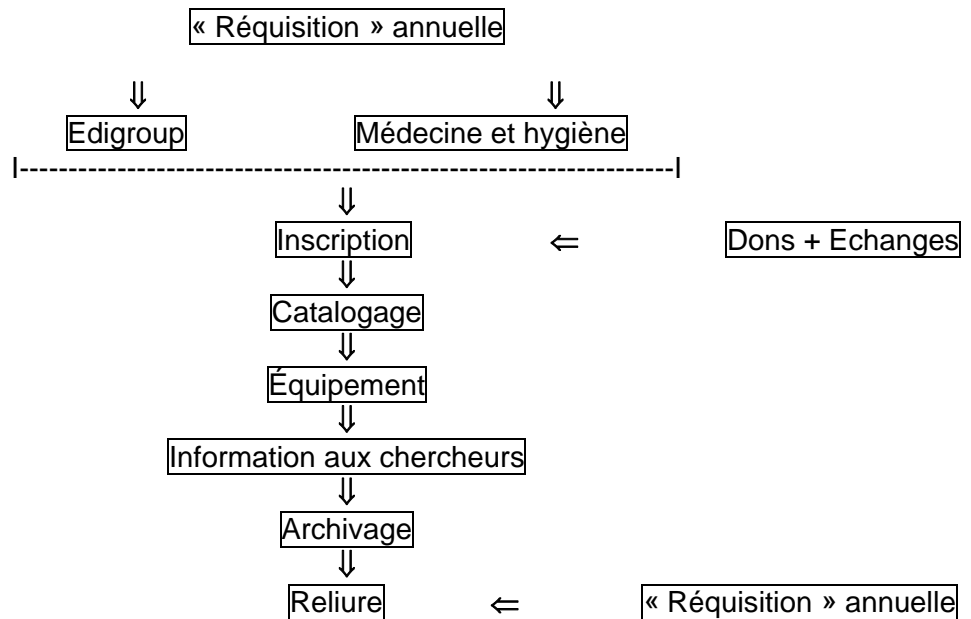 « Réquisition » annuelle
⇓ ⇓
Edigroup Médecine et hygiène
|-------------------------------------------------------------------|
⇓
Inscription ⇐ Dons + Echanges
⇓
Catalogage
⇓
Équipement
⇓
Information aux chercheurs
⇓
Archivage
⇓
Reliure ⇐ « Réquisition » annuelle